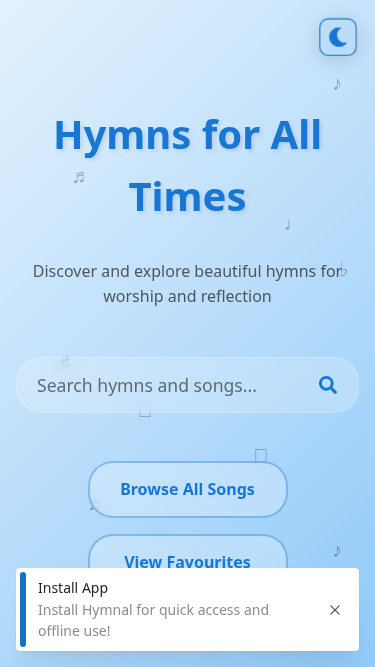 Hymns for All
Times
Discover and explore beautiful hymns for
worship and reflection
Search hymns and songs...
Browse All Songs
View Favourites
Install App
Install Hymnal for quick access and
offline use!